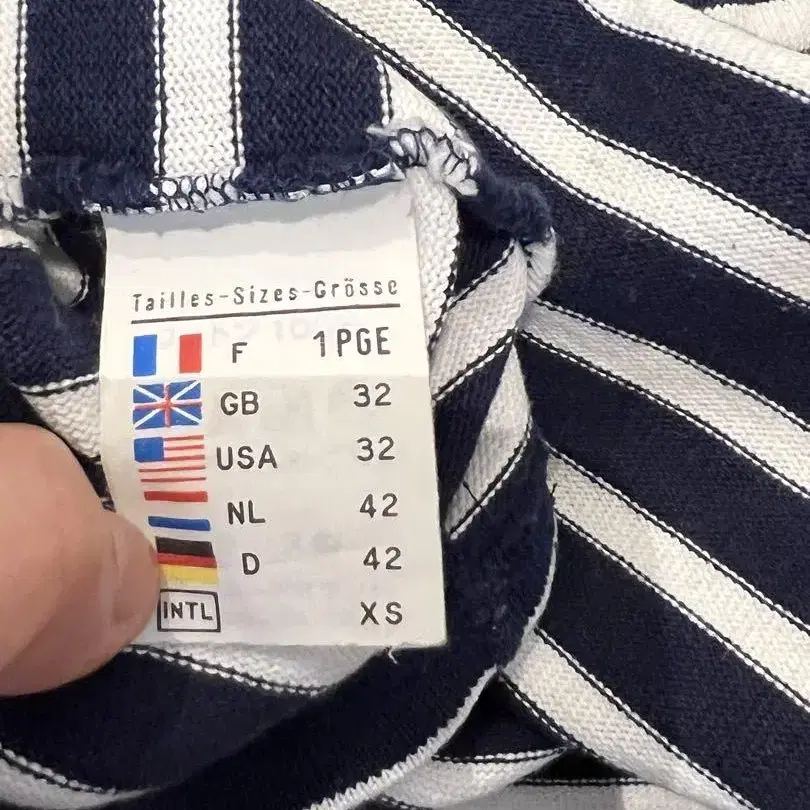 Tailles-Sizes-Grösse
F 1PGE
GB 32
USA 32
NL 42
D 42
INTL XS